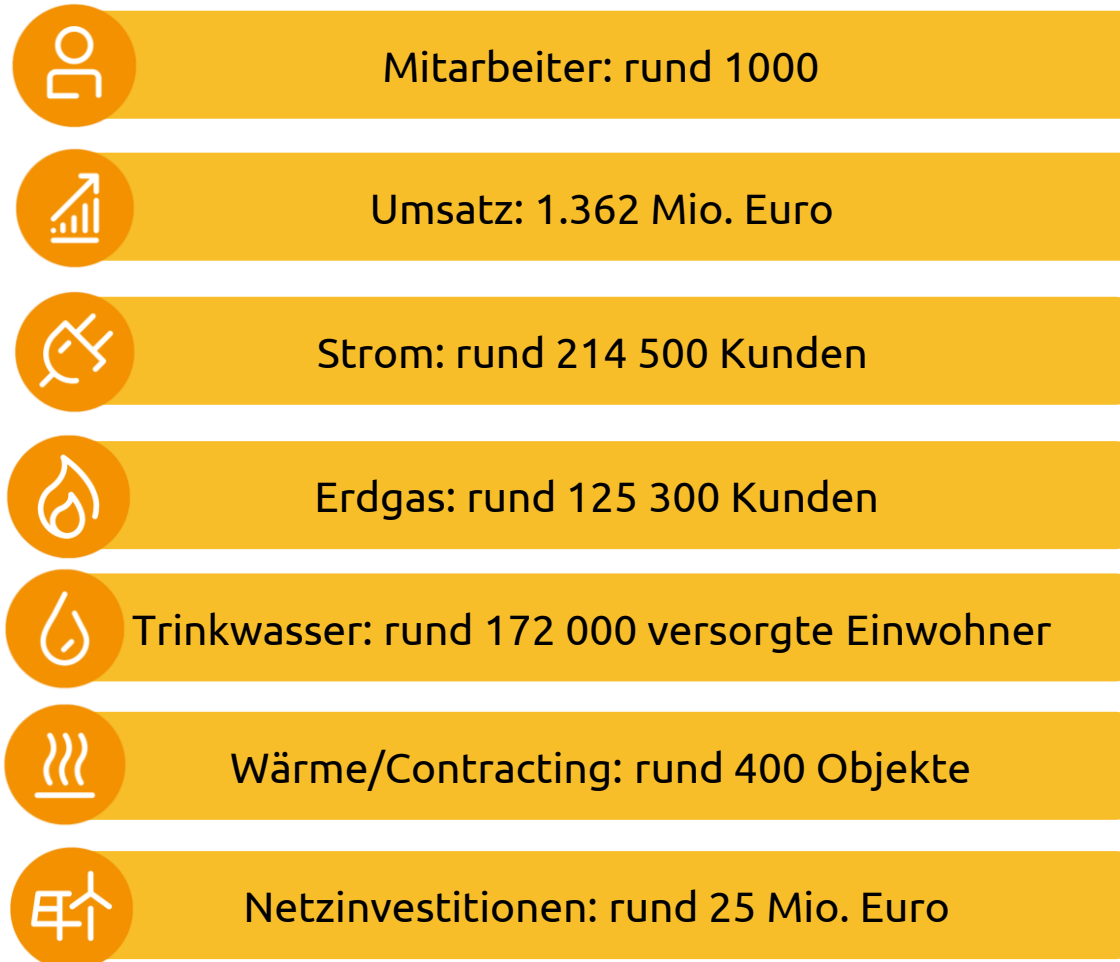 Mitarbeiter: rund 1000
Umsatz: 1.362 Mio. Euro
Strom: rund 214 500 Kunden
Erdgas: rund 125 300 Kunden
Trinkwasser: rund 172 000 versorgte Einwohner
Wärme/Contracting: rund 400 Objekte
Netzinvestitionen: rund 25 Mio. Euro